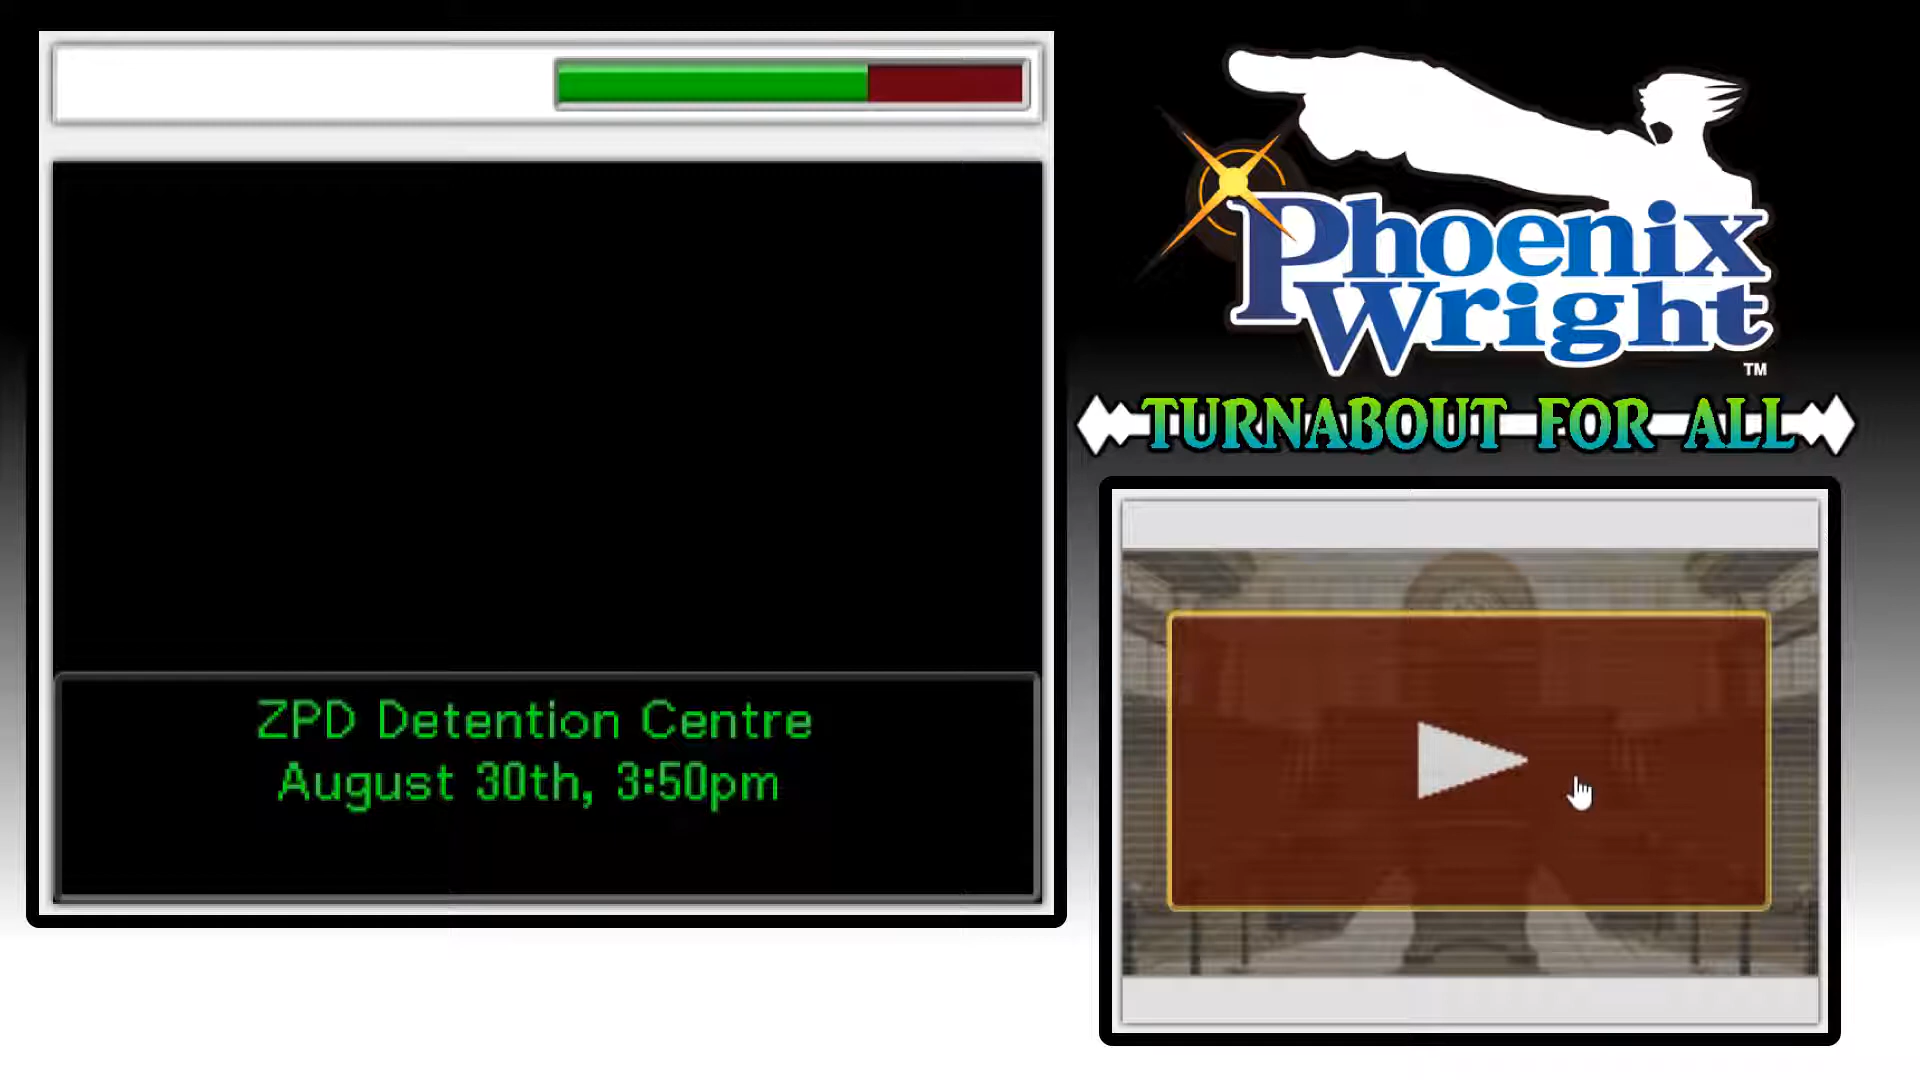 Phoenix
Wright
TM
TURNABOUT FOR ALL
ZPD Detention Centre
August 30th, 3:50pm